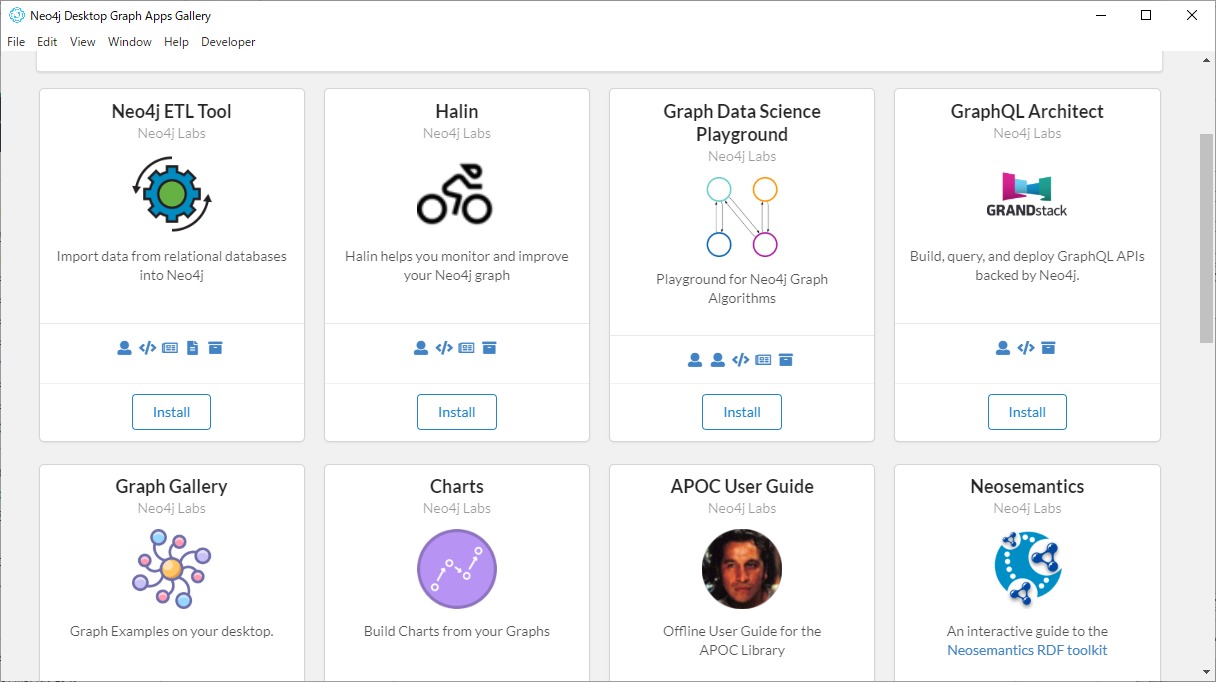 Neo4j Desktop Graph Apps Gallery
File Edit View Window Help Developer
Neo4j ETL Tool
Neo4j Labs
Import data from relational databases
into Neo4j
Install
Halin
Neo4j Labs
Halin helps you monitor and improve
your Neo4j graph
Install
Graph Data Science
Playground
Neo4j Labs
Playground for Neo4j Graph
Algorithms
Install
GraphQL Architect
Neo4j Labs
GRANDstack
Build, query, and deploy GraphQL APIs
backed by Neo4j.
Install
Graph Gallery
Neo4j Labs
Graph Examples on your desktop.
Charts
Neo4j Labs
Build Charts from your Graphs
APOC User Guide
Neo4j Labs
Offline User Guide for the
APOC Library
Neosemantics
Neo4j Labs
An interactive guide to the
Neosemantics RDF toolkit